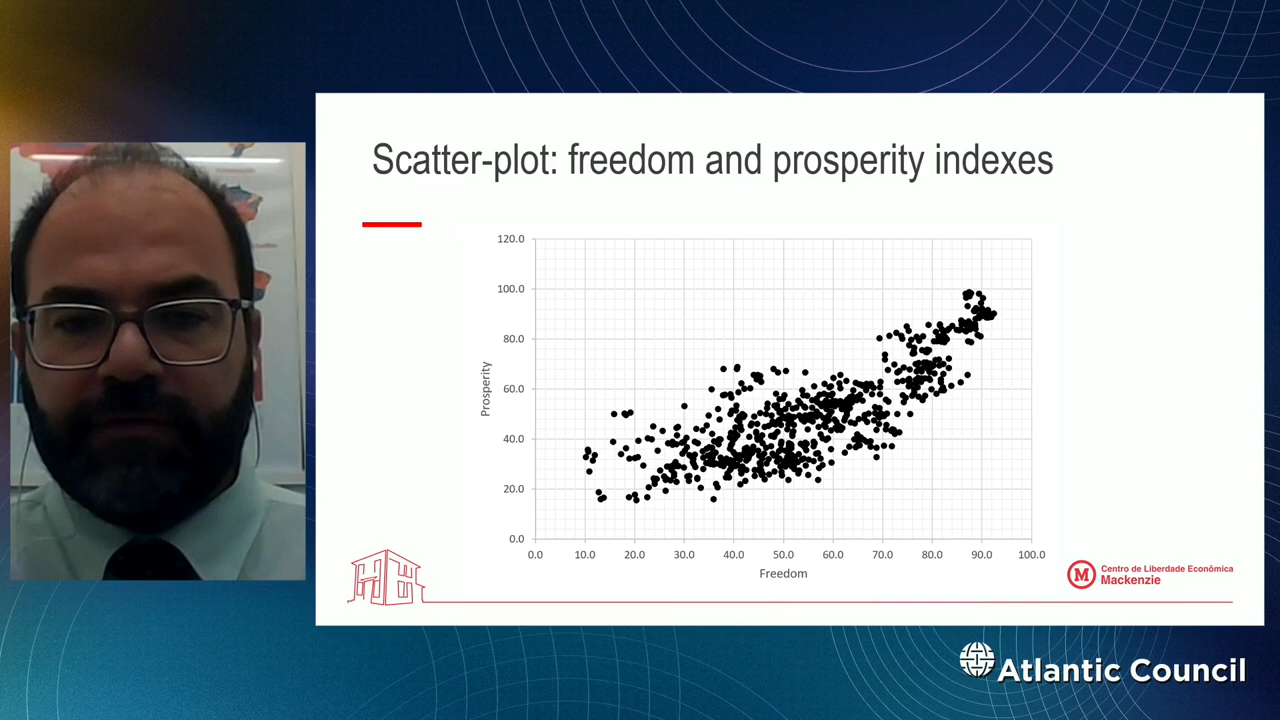 Scatter-plot: freedom and prosperity indexes
120.0
100.0
80.0
60.0
40.0
20.0
0.0
Prosperity
0.0 10.0 20.0 30.0 40.0 50.0 60.0 70.0 80.0 90.0 100.0
Freedom
M
Centro de Liberdade Econômica
Mackenzie
Atlantic Council